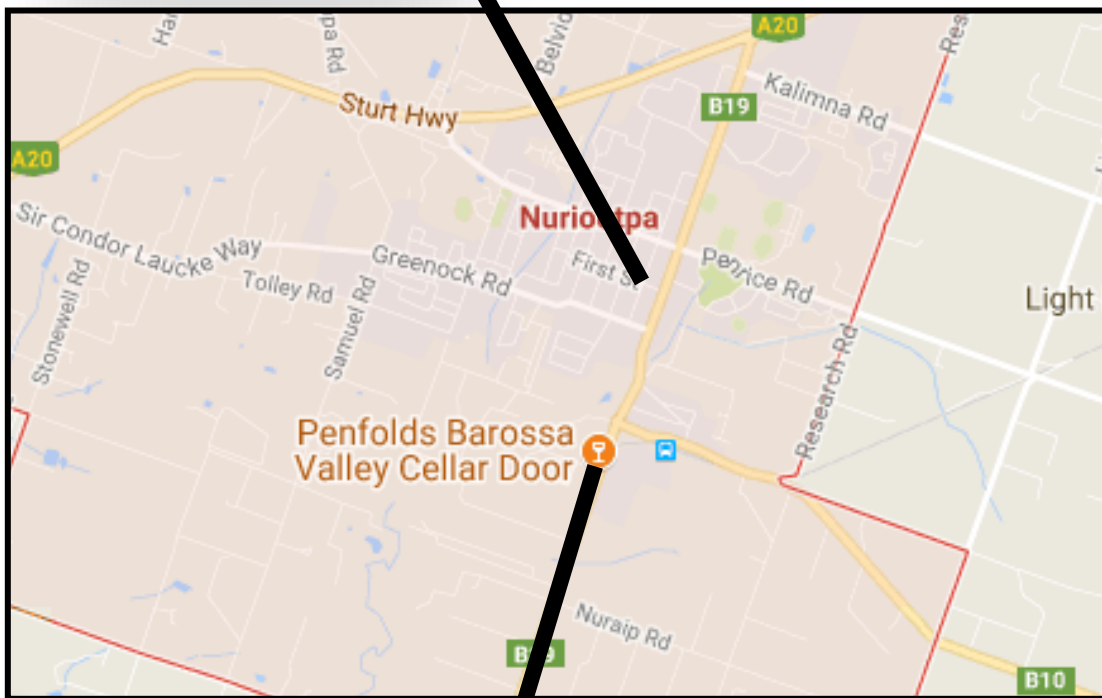 A20
Sturt Hwy
B19
Kalimna Rd
A20
Sir Condor Laucke Way
Greenock Rd
Tolley Rd
First St
Penrice Rd
Light
Stonewell Rd
Samuel Rd
Research Rd
Penfolds Barossa
Valley Cellar Door
Nuraip Rd
B10